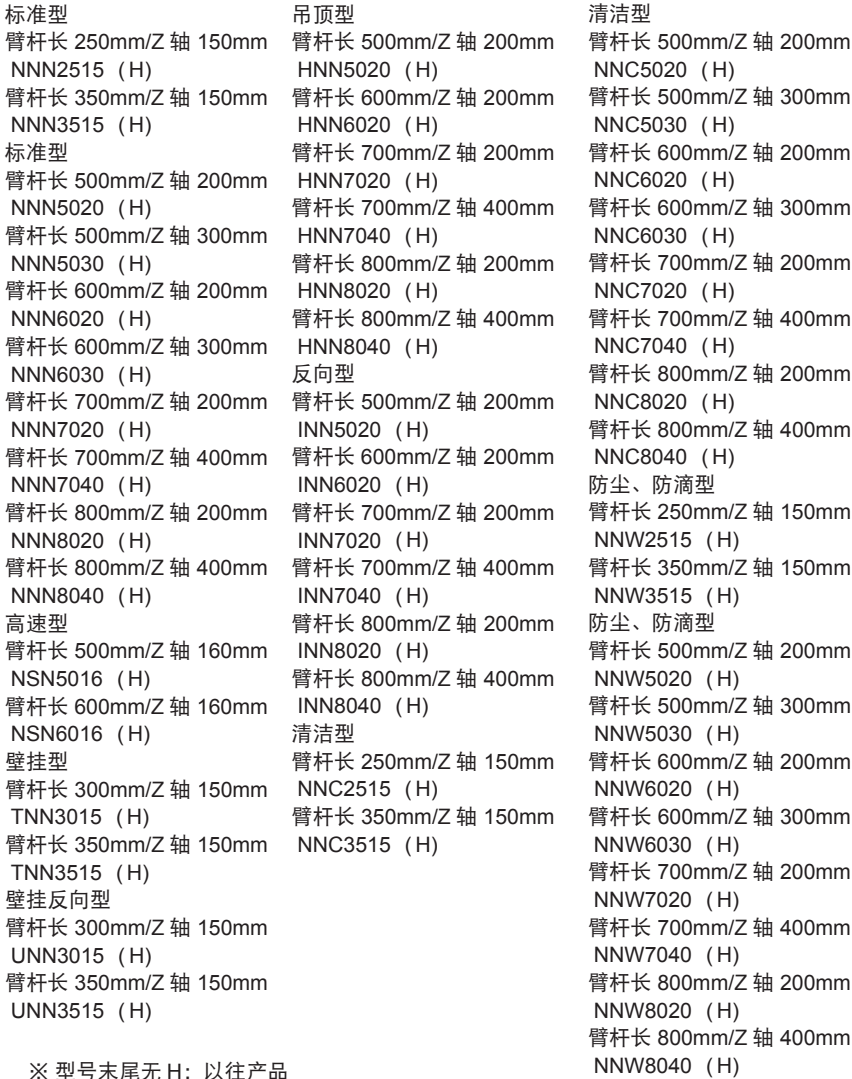 标准型
臂杆长 250mm/Z 轴 150mm
NNN2515 (H)
臂杆长 350mm/Z 轴 150mm
NNN3515 (H)
标准型
臂杆长 500mm/Z 轴 200mm
NNN5020 (H)
臂杆长 500mm/Z 轴 300mm
NNN5030 (H)
臂杆长 600mm/Z 轴 200mm
NNN6020 (H)
臂杆长 600mm/Z 轴 300mm
NNN6030 (H)
臂杆长 700mm/Z 轴 200mm
NNN7020 (H)
臂杆长 700mm/Z 轴 400mm
NNN7040 (H)
臂杆长 800mm/Z 轴 200mm
NNN8020 (H)
臂杆长 800mm/Z 轴 400mm
NNN8040 (H)
高速型
臂杆长 500mm/Z 轴 160mm
NSN5016 (H)
臂杆长 600mm/Z 轴 160mm
NSN6016 (H)
壁挂型
臂杆长 300mm/Z 轴 150mm
TNN3015 (H)
臂杆长 350mm/Z 轴 150mm
TNN3515 (H)
壁挂反向型
臂杆长 300mm/Z 轴 150mm
UNN3015 (H)
臂杆长 350mm/Z 轴 150mm
UNN3515 (H)
※ 型号末尾无 H：以往产品
吊顶型
臂杆长 500mm/Z 轴 200mm
HNN5020 (H)
臂杆长 600mm/Z 轴 200mm
HNN6020 (H)
臂杆长 700mm/Z 轴 200mm
HNN7020 (H)
臂杆长 700mm/Z 轴 400mm
HNN7040 (H)
臂杆长 800mm/Z 轴 200mm
HNN8020 (H)
臂杆长 800mm/Z 轴 400mm
HNN8040 (H)
反向型
臂杆长 500mm/Z 轴 200mm
INN5020 (H)
臂杆长 600mm/Z 轴 200mm
INN6020 (H)
臂杆长 700mm/Z 轴 200mm
INN7020 (H)
臂杆长 700mm/Z 轴 400mm
INN7040 (H)
臂杆长 800mm/Z 轴 200mm
INN8020 (H)
臂杆长 800mm/Z 轴 400mm
INN8040 (H)
清洁型
臂杆长 250mm/Z 轴 150mm
NNC2515 (H)
臂杆长 350mm/Z 轴 150mm
NNC3515 (H)
清洁型
臂杆长 500mm/Z 轴 200mm
NNC5020 (H)
臂杆长 500mm/Z 轴 300mm
NNC5030 (H)
臂杆长 600mm/Z 轴 200mm
NNC6020 (H)
臂杆长 600mm/Z 轴 300mm
NNC6030 (H)
臂杆长 700mm/Z 轴 200mm
NNC7020 (H)
臂杆长 700mm/Z 轴 400mm
NNC7040 (H)
臂杆长 800mm/Z 轴 200mm
NNC8020 (H)
臂杆长 800mm/Z 轴 400mm
NNC8040 (H)
防尘、防滴型
臂杆长 250mm/Z 轴 150mm
NNW2515 (H)
臂杆长 350mm/Z 轴 150mm
NNW3515 (H)
防尘、防滴型
臂杆长 500mm/Z 轴 200mm
NNW5020 (H)
臂杆长 500mm/Z 轴 300mm
NNW5030 (H)
臂杆长 600mm/Z 轴 200mm
NNW6020 (H)
臂杆长 600mm/Z 轴 300mm
NNW6030 (H)
臂杆长 700mm/Z 轴 200mm
NNW7020 (H)
臂杆长 700mm/Z 轴 400mm
NNW7040 (H)
臂杆长 800mm/Z 轴 200mm
NNW8020 (H)
臂杆长 800mm/Z 轴 400mm
NNW8040 (H)